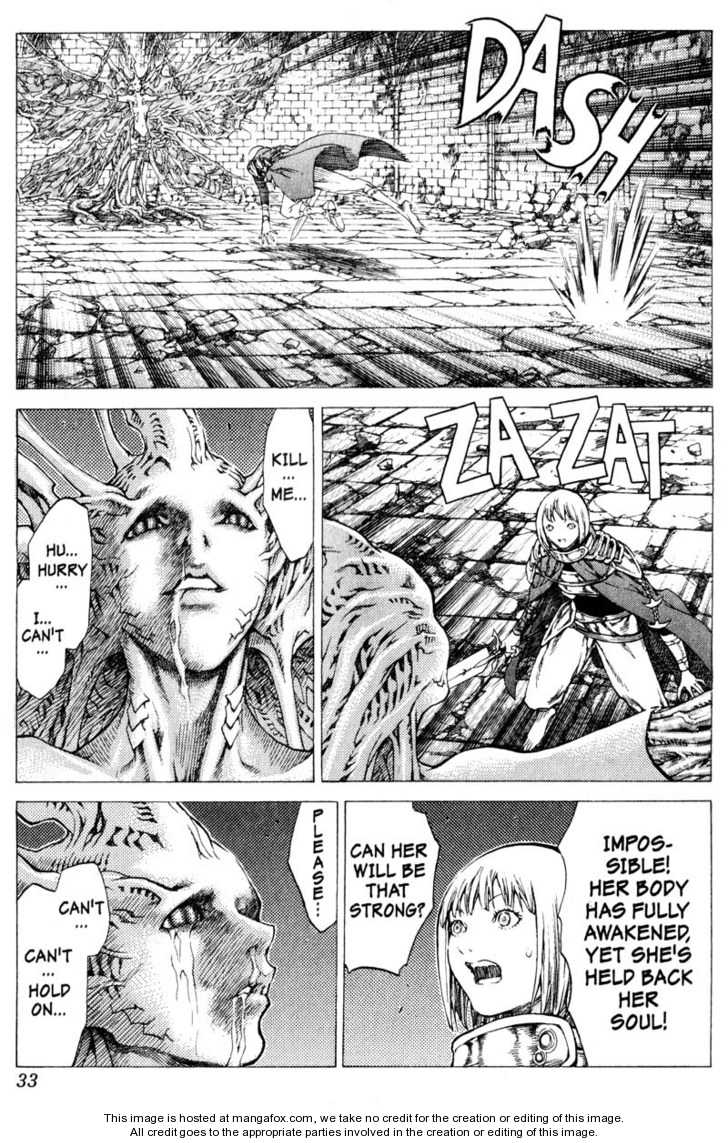 DASH
ZA ZAT
KILL
...
ME...
HU...
HURRY
...
I...
CAN'T
...
IMPOS-
SIBLE!
HER BODY
HAS FULLY
AWAKENED,
YET SHE'S
HELD BACK
HER
SOUL!
CAN HER
WILL BE
THAT
STRONG?
PLEASE...
CAN'T
...
CAN'T
...
HOLD
ON...
33
This image is hosted at mangafox.com, we take no credit for the creation or editing of this image.
All credit goes to the appropriate parties involved in the creation or editing of this image.